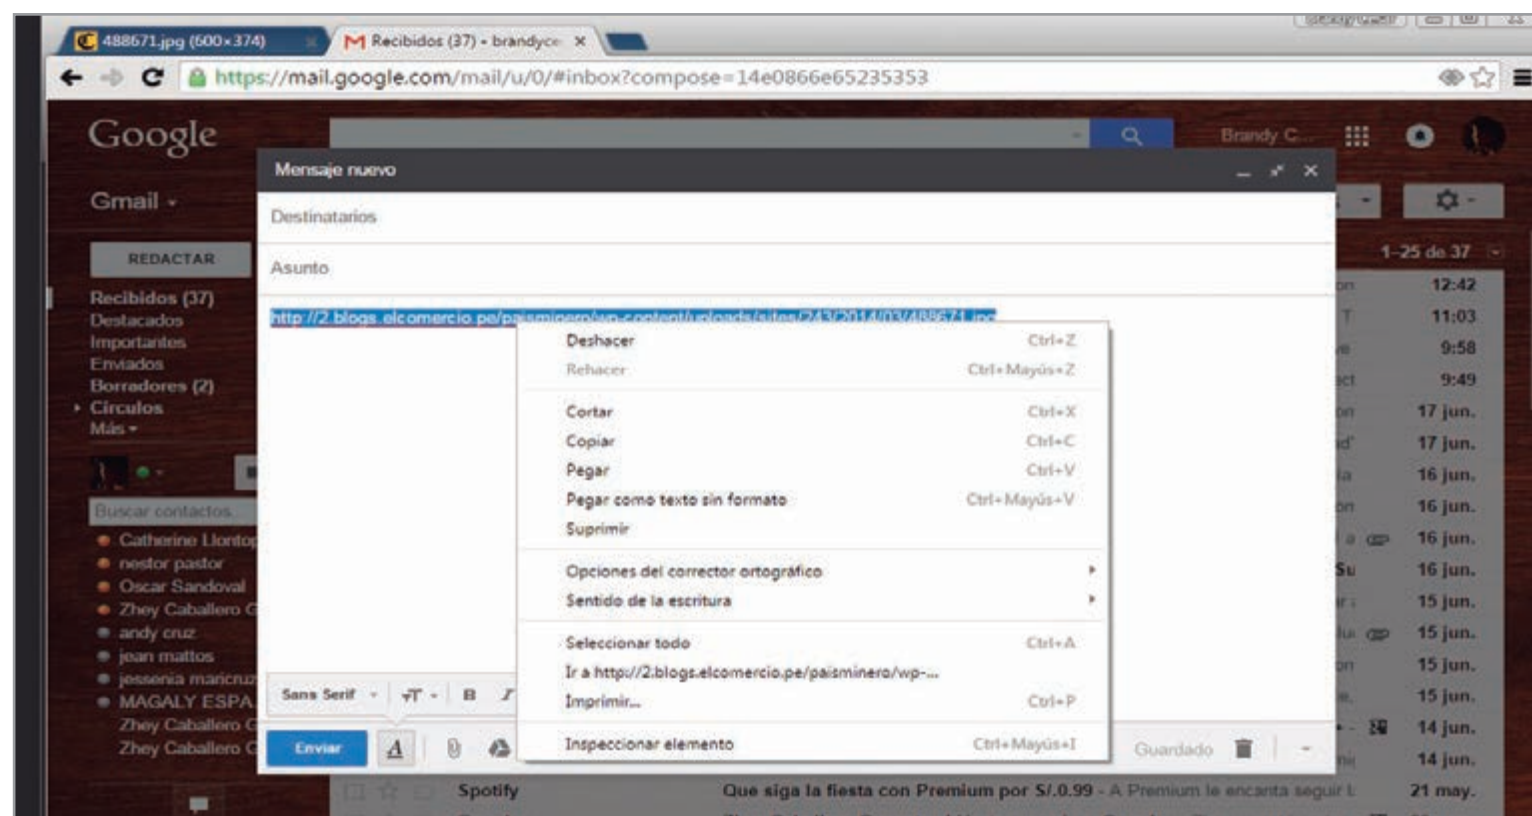 488671.jpg (600×374)
Recibidos (37) - brandyce
https://mail.google.com/mail/u/0/#inbox?compose=14e0866e65235353
Google
Brandy C...
Mensaje nuevo
Gmail
Destinatarios
REDACTAR
1–25 de 37
Asunto
Recibidos (37)
12:42
http://2.blogs.elcomercio.pe/paisminero/wp-content/uploads/sites/243/2014/03/488671.jpg
Destacados
11:03
Importantes
9:58
Enviados
Borradores (2)
9:49
Círculos
17 jun.
Más
17 jun.
16 jun.
Buscar contactos...
16 jun.
Catherine Llontop
16 jun.
nestor pastor
16 jun.
Oscar Sandoval
Zhey Caballero G
15 jun.
andy cruz
15 jun.
jean mattos
15 jun.
jessenia maricruz
15 jun.
MAGALY ESPA
Zhey Caballero G
14 jun.
Zhey Caballero G
14 jun.
Deshacer Ctrl+Z
Rehacer Ctrl+Mayús+Z
Cortar Ctrl+X
Copiar Ctrl+C
Pegar Ctrl+V
Pegar como texto sin formato Ctrl+Mayús+V
Suprimir
Opciones del corrector ortográfico
Sentido de la escritura
Seleccionar todo Ctrl+A
Ir a http://2.blogs.elcomercio.pe/paisminero/wp-...
Imprimir... Ctrl+P
Inspeccionar elemento Ctrl+Mayús+I
Sans Serif
B I
Enviar A
Guardado
Spotify Que siga la fiesta con Premium por S/.0.99 - A Premium le encanta seguir l 21 may.